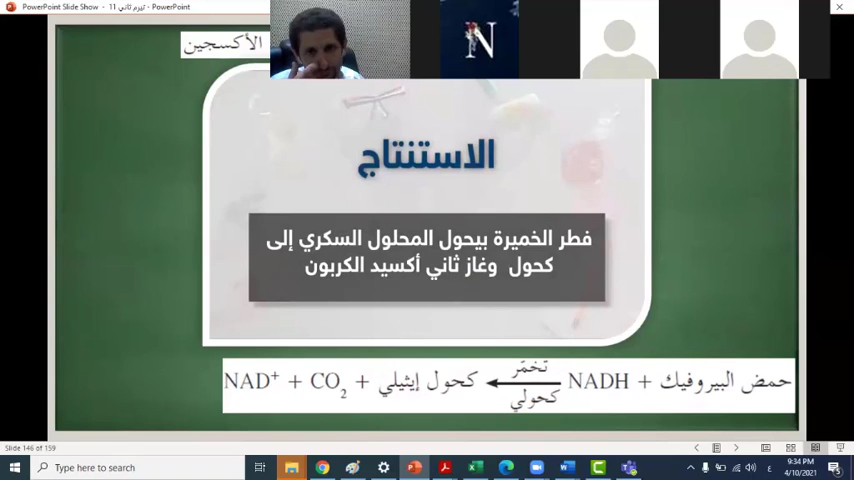 PowerPoint Slide Show - 11 تيرم تاني - PowerPoint
الأكسجين
N
الاستنتاج
فطر الخميرة بيحول المحلول السكري إلى
كحول وغاز ثاني أكسيد الكربون
حمض البيروفيك + NADH تخمّر كحولي كحول إيثيلي + CO₂ + NAD⁺
Slide 146 of 159
Type here to search
9:34 PM
4/10/2021
ع